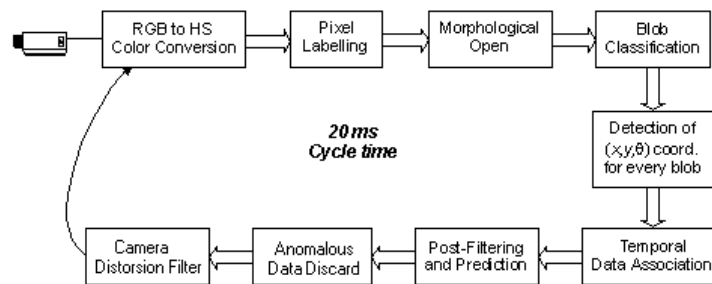 RGB to HS
Color Conversion
Pixel
Labelling
Morphological
Open
Blob
Classification
Detection of
(x,y,θ) coord.
for every blob
20 ms
Cycle time
Temporal
Data Association
Post-Filtering
and Prediction
Anomalous
Data Discard
Camera
Distorsion Filter